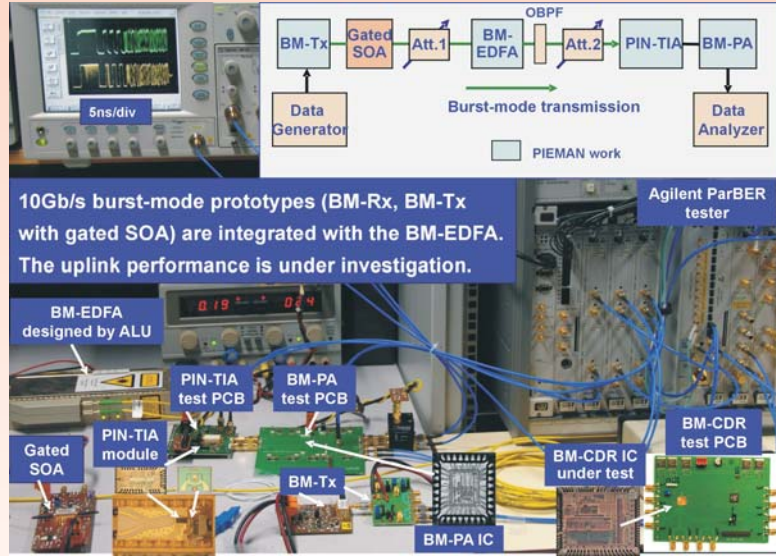 5ns/div
BM-Tx
Gated
SOA
Att.1
BM-
EDFA
OBPF
Att.2
PIN-TIA
BM-PA
Data
Generator
Burst-mode transmission
Data
Analyzer
PIEMAN work
10Gb/s burst-mode prototypes (BM-Rx, BM-Tx
with gated SOA) are integrated with the BM-EDFA.
The uplink performance is under investigation.
Agilent ParBER
tester
BM-EDFA
designed by ALU
0.19
024
PIN-TIA
test PCB
BM-PA
test PCB
Gated
SOA
PIN-TIA
module
BM-Tx
BM-PA IC
BM-CDR IC
under test
BM-CDR
test PCB